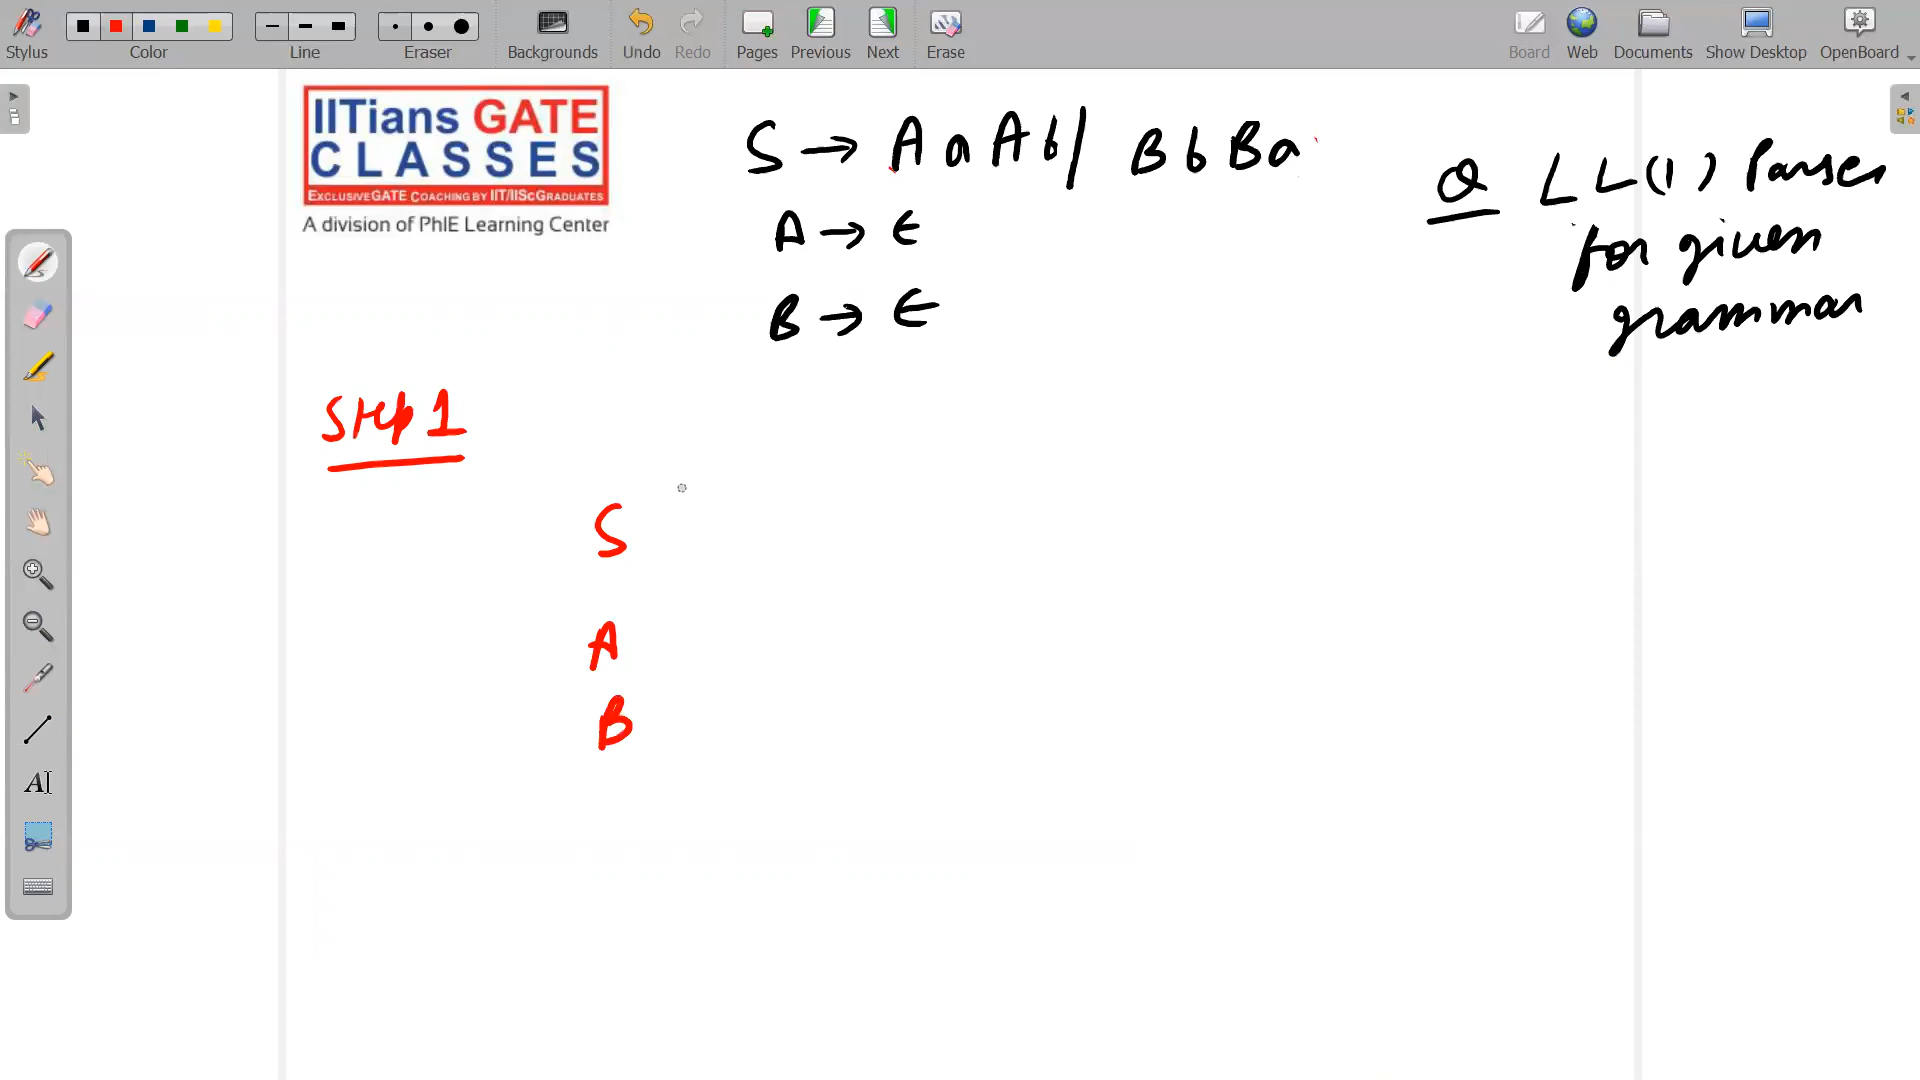 Stylus
Color
Line
Eraser
Backgrounds
Undo
Redo
Pages
Previous
Next
Erase
Board
Web
Documents
Show Desktop
OpenBoard
IITians GATE
CLASSES
EXCLUSIVE GATE COACHING BY IIT/IISc GRADUATES
A division of PhIE Learning Center
S → A a A b / B b B a
A → ε
B → ε
Q LL(1) Parser
for given
grammar
Step 1
S
A
B